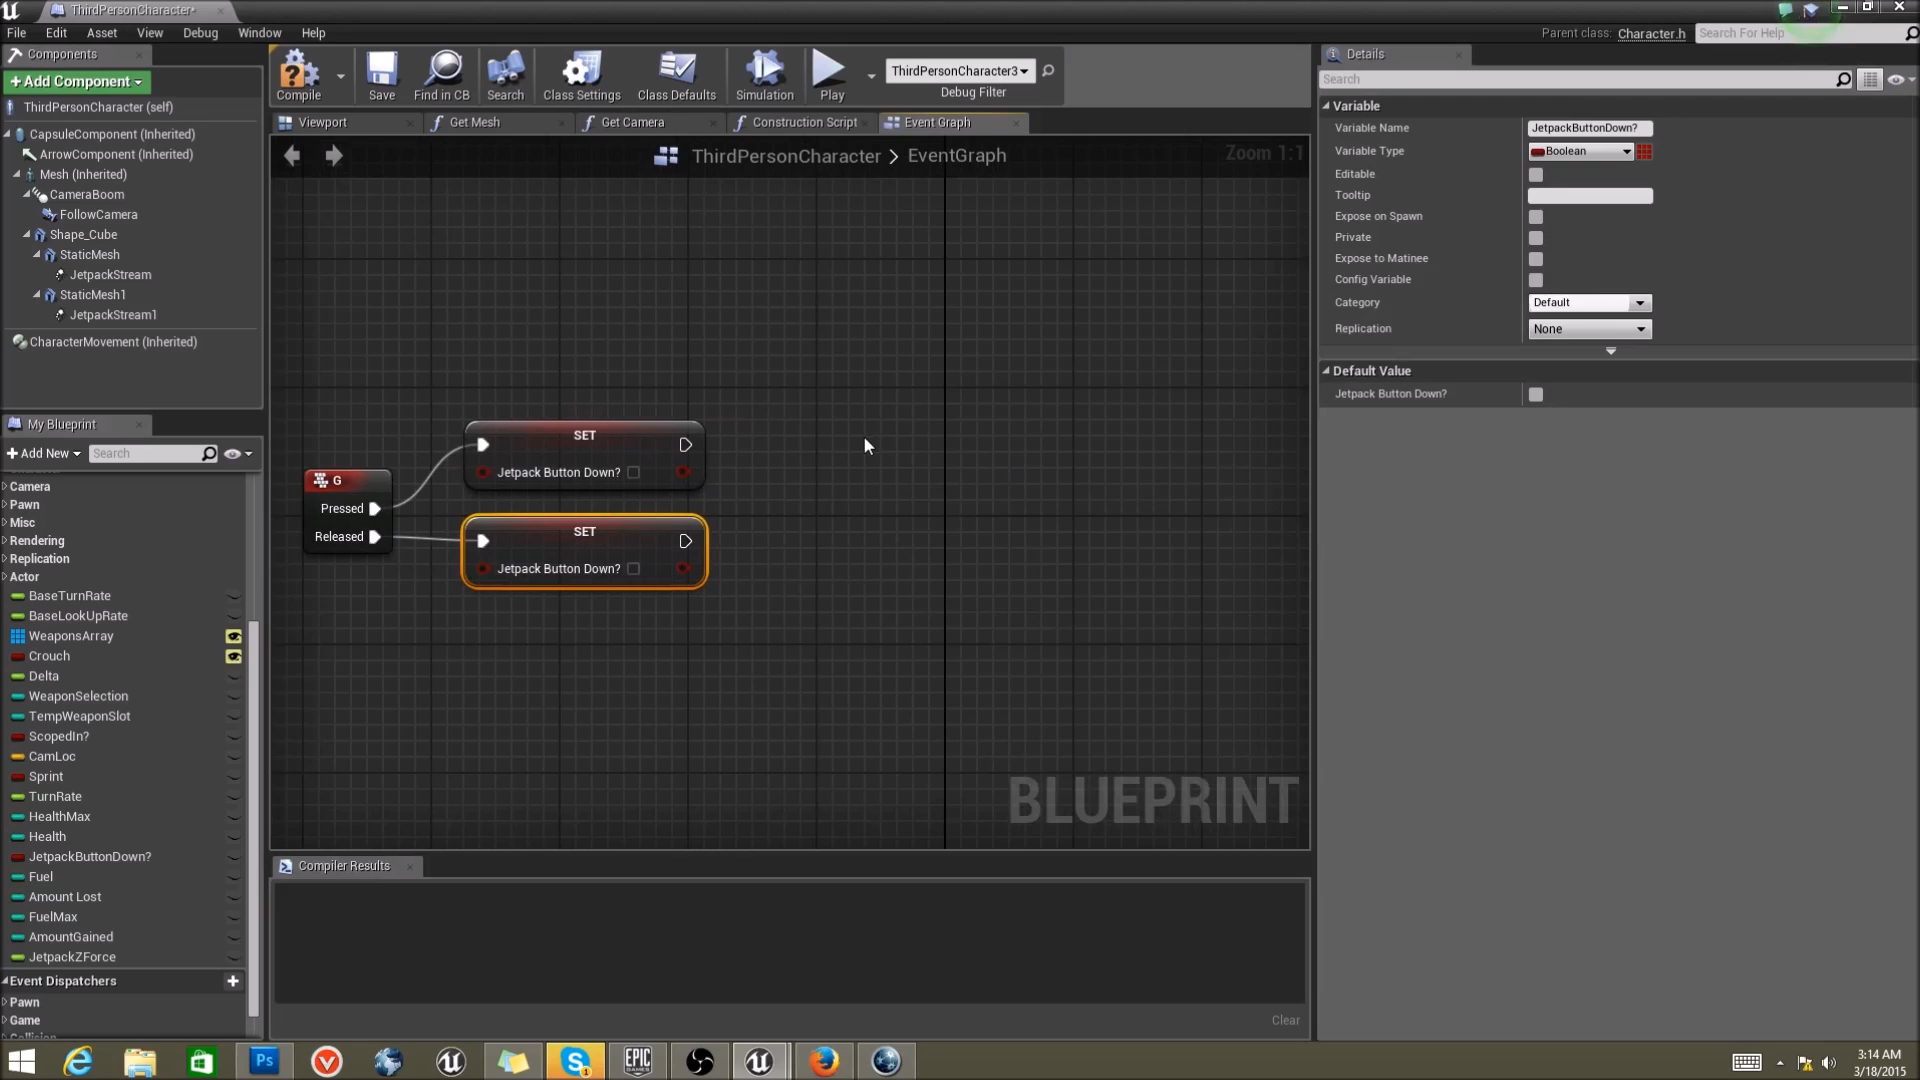 ThirdPersonCharacter*
File Edit Asset View Debug Window Help
Parent class: Character.h Search For Help
Components
+Add Component
ThirdPersonCharacter (self)
CapsuleComponent (Inherited)
ArrowComponent (Inherited)
Mesh (Inherited)
CameraBoom
FollowCamera
Shape_Cube
StaticMesh
JetpackStream
StaticMesh1
JetpackStream1
CharacterMovement (Inherited)
My Blueprint
+Add New Search
Camera
Pawn
Misc
Rendering
Replication
Actor
BaseTurnRate
BaseLookUpRate
WeaponsArray
Crouch
Delta
WeaponSelection
TempWeaponSlot
ScopedIn?
CamLoc
Sprint
TurnRate
HealthMax
Health
JetpackButtonDown?
Fuel
Amount Lost
FuelMax
AmountGained
JetpackZForce
Event Dispatchers +
Pawn
Game
Compile Save Find in CB Search Class Settings Class Defaults Simulation Play
ThirdPersonCharacter3
Debug Filter
Viewport Get Mesh Get Camera Construction Script Event Graph
ThirdPersonCharacter > EventGraph
Zoom 1:1
SET
Jetpack Button Down?
G
Pressed
Released
SET
Jetpack Button Down?
BLUEPRINT
Compiler Results
Clear
Details
Search
Variable
Variable Name JetpackButtonDown?
Variable Type Boolean
Editable
Tooltip
Expose on Spawn
Private
Expose to Matinee
Config Variable
Category Default
Replication None
Default Value
Jetpack Button Down?
Ps
EPIC GAMES
3:14 AM
3/18/2015